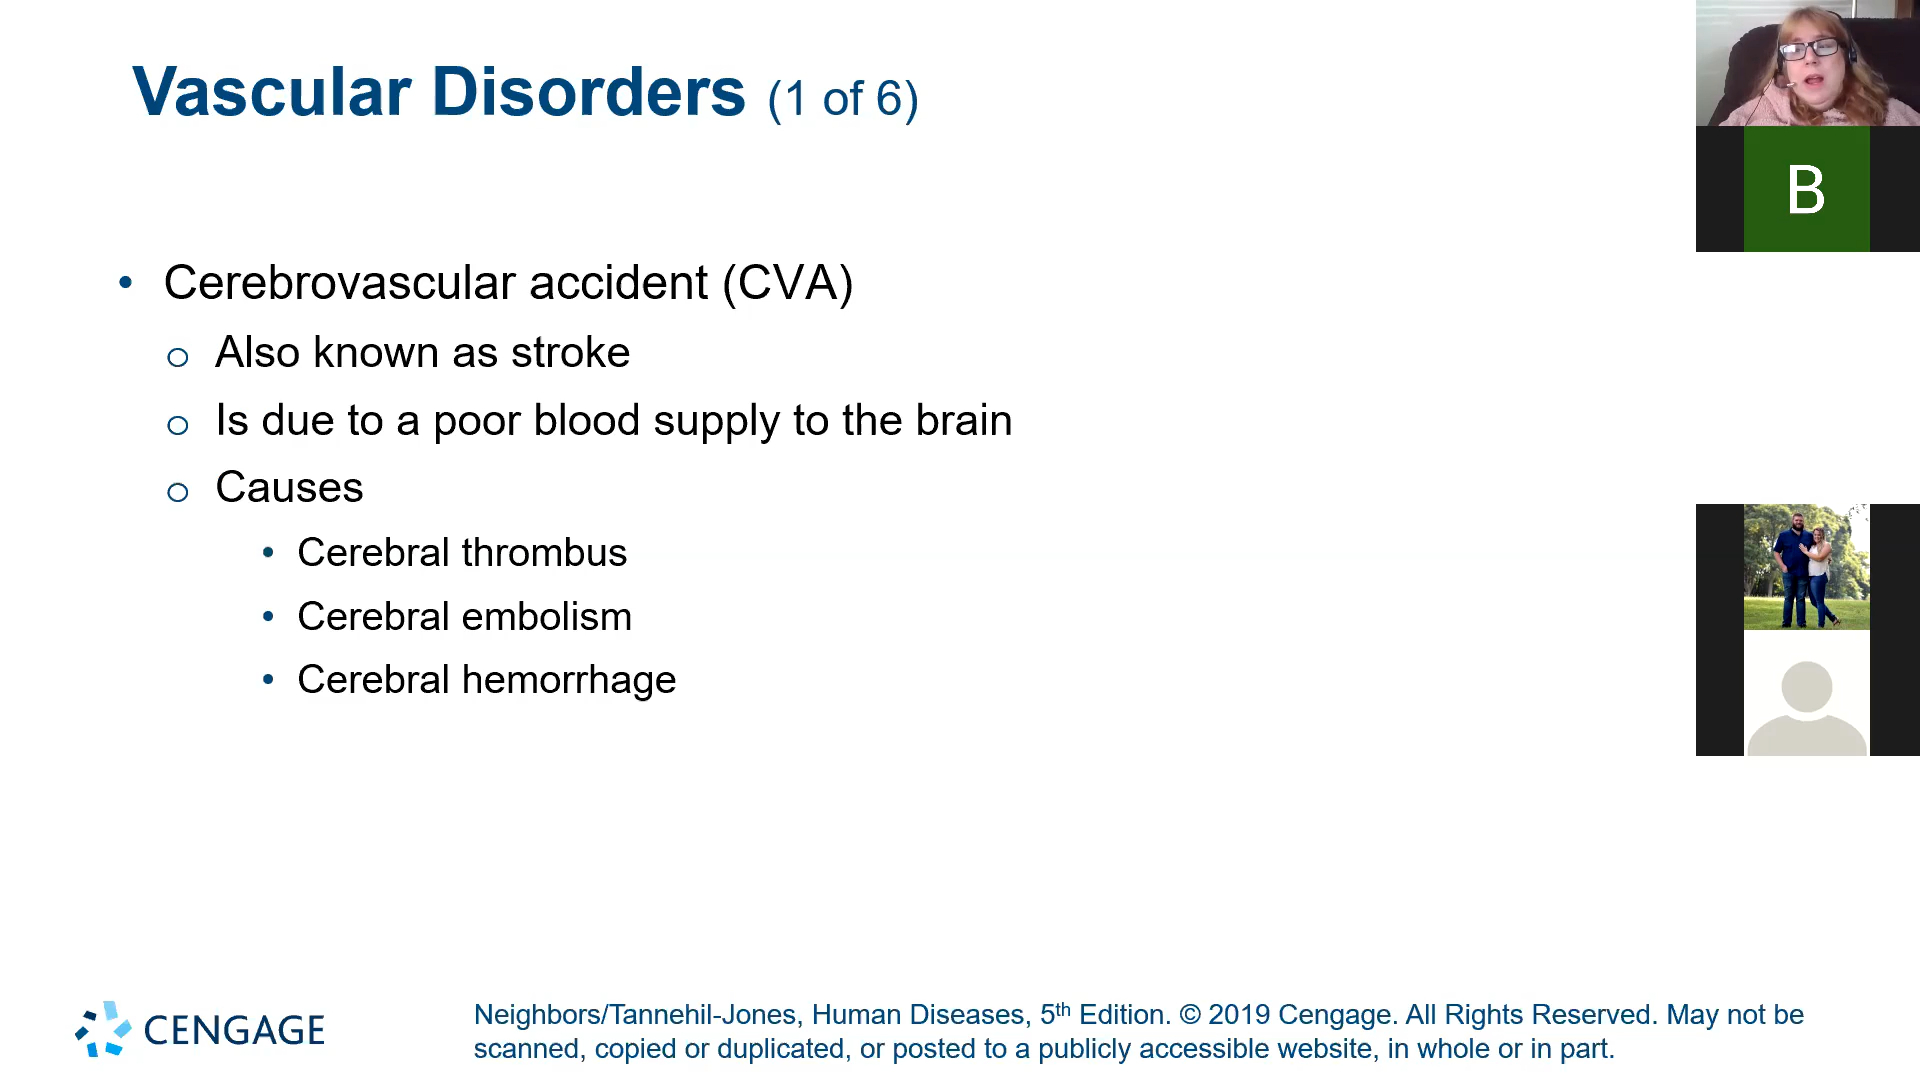 Vascular Disorders (1 of 6)
B
• Cerebrovascular accident (CVA)
o Also known as stroke
o Is due to a poor blood supply to the brain
o Causes
• Cerebral thrombus
• Cerebral embolism
• Cerebral hemorrhage
CENGAGE
Neighbors/Tannehil-Jones, Human Diseases, 5th Edition. © 2019 Cengage. All Rights Reserved. May not be
scanned, copied or duplicated, or posted to a publicly accessible website, in whole or in part.